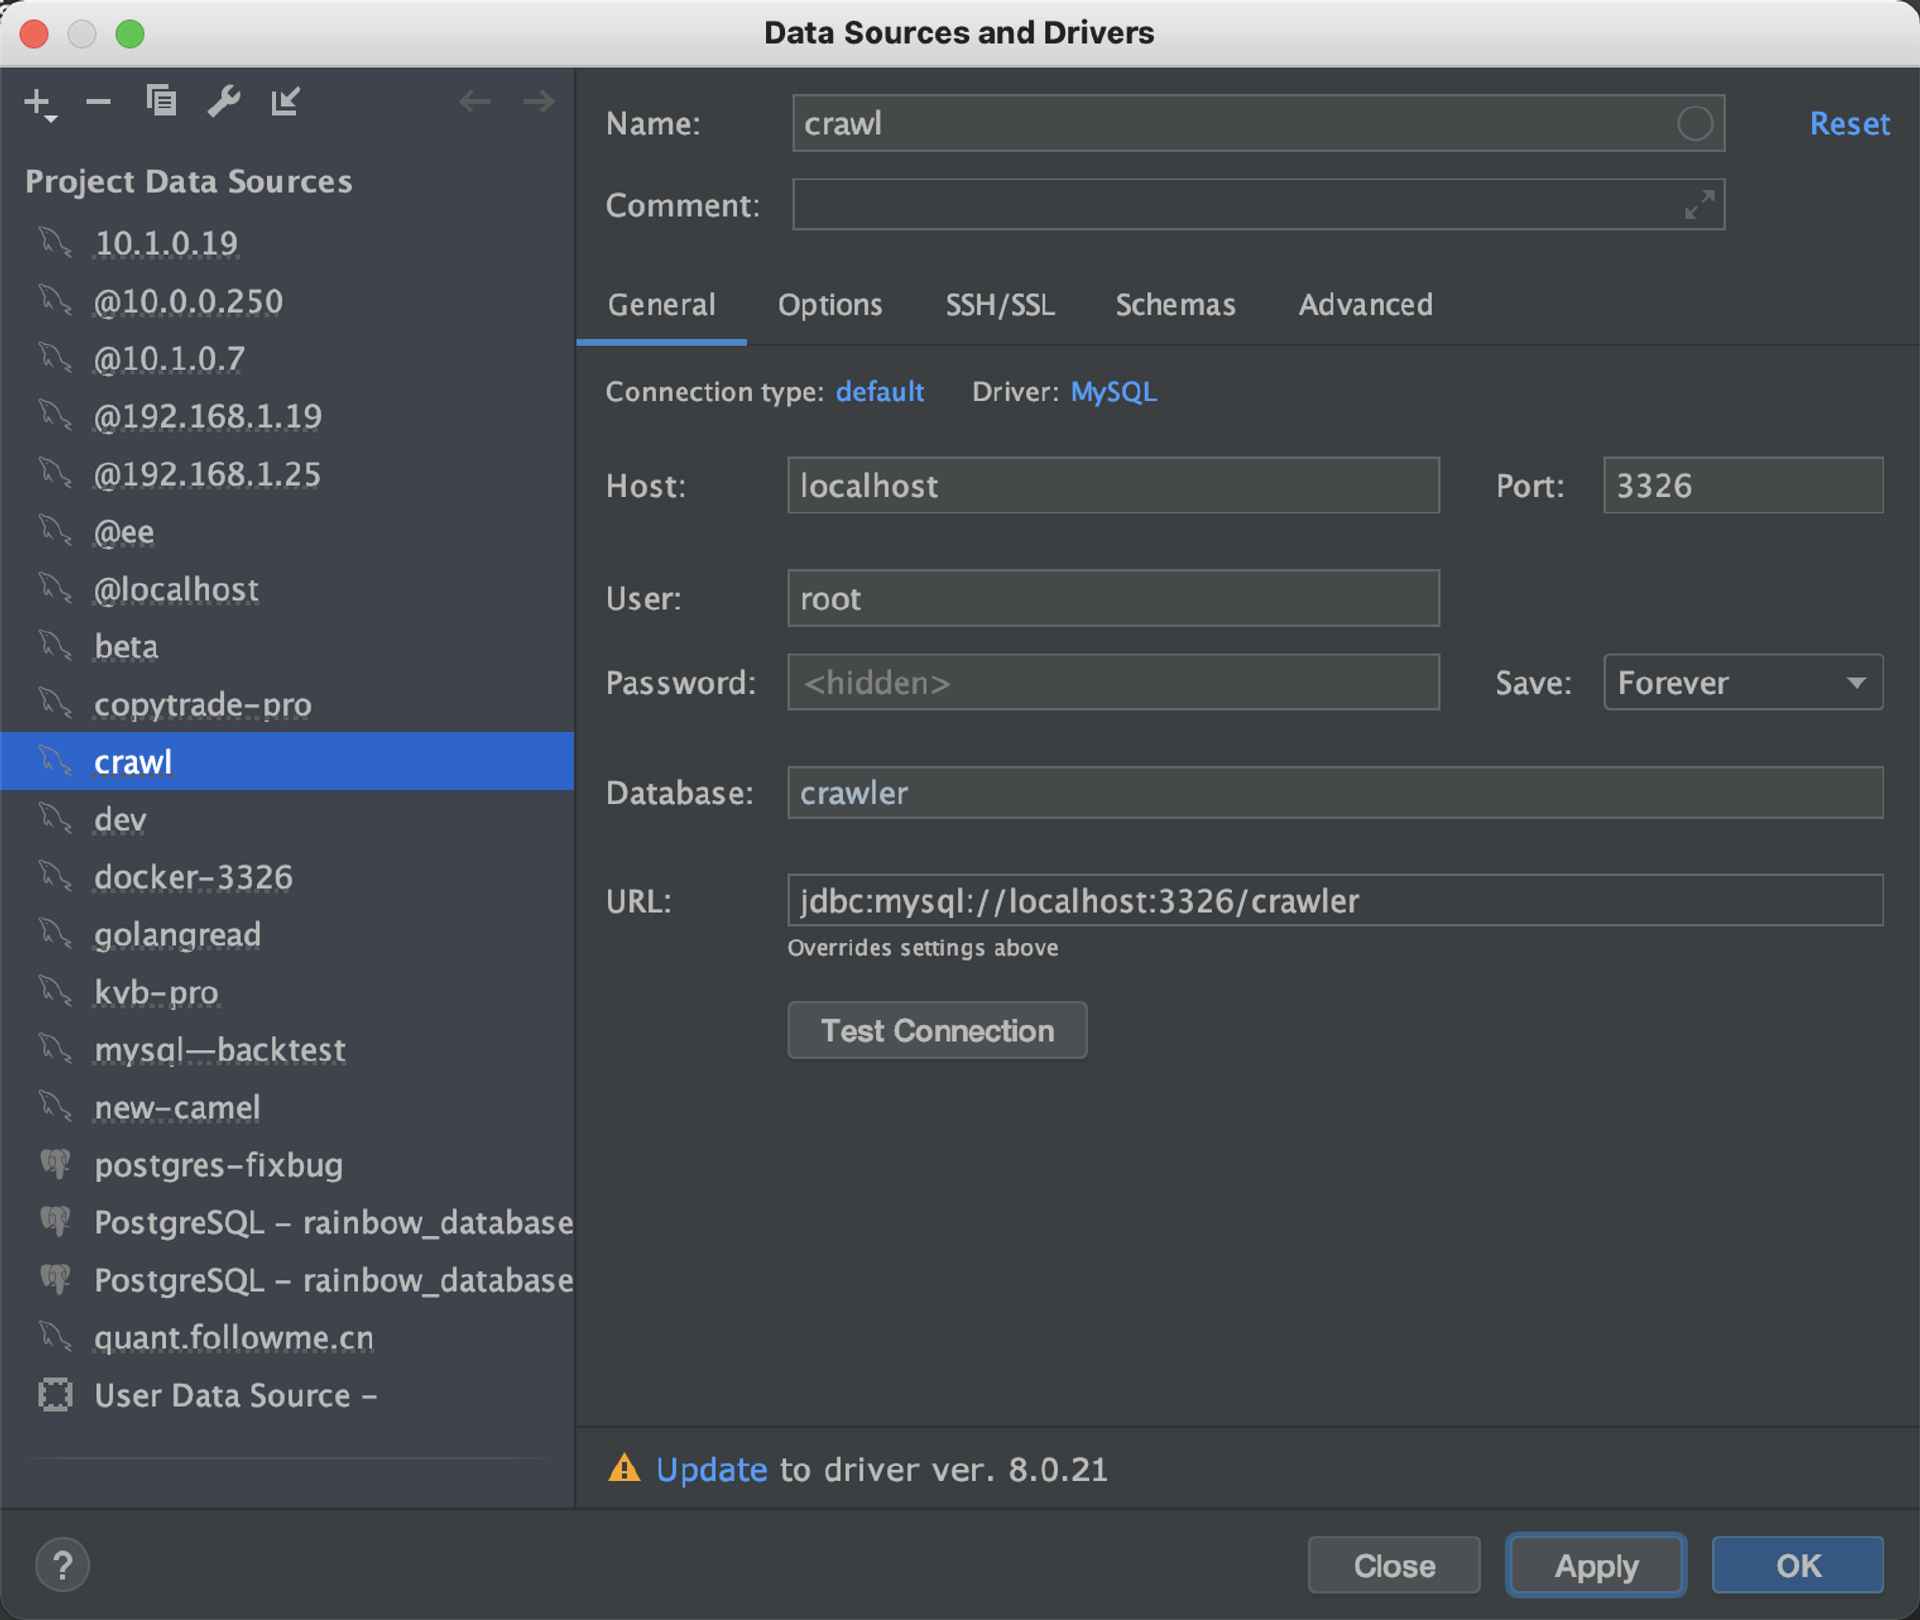 Data Sources and Drivers
Project Data Sources
10.1.0.19
@10.0.0.250
@10.1.0.7
@192.168.1.19
@192.168.1.25
@ee
@localhost
beta
copytrade-pro
crawl
dev
docker-3326
golangread
kvb-pro
mysql—backtest
new-camel
postgres-fixbug
PostgreSQL - rainbow_database
PostgreSQL - rainbow_database
quant.followme.cn
User Data Source -
Name: crawl Reset
Comment:
General Options SSH/SSL Schemas Advanced
Connection type: default Driver: MySQL
Host: localhost Port: 3326
User: root
Password: <hidden> Save: Forever
Database: crawler
URL: jdbc:mysql://localhost:3326/crawler
Overrides settings above
Test Connection
Update to driver ver. 8.0.21
? Close Apply OK